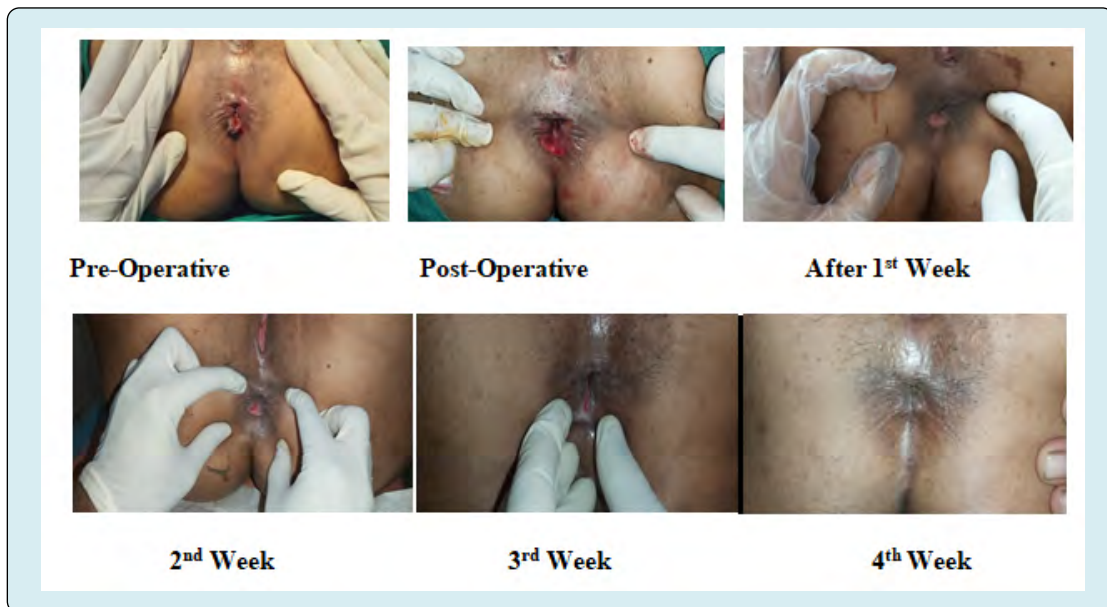 Pre-Operative
Post-Operative
After 1st Week
2nd Week
3rd Week
4th Week